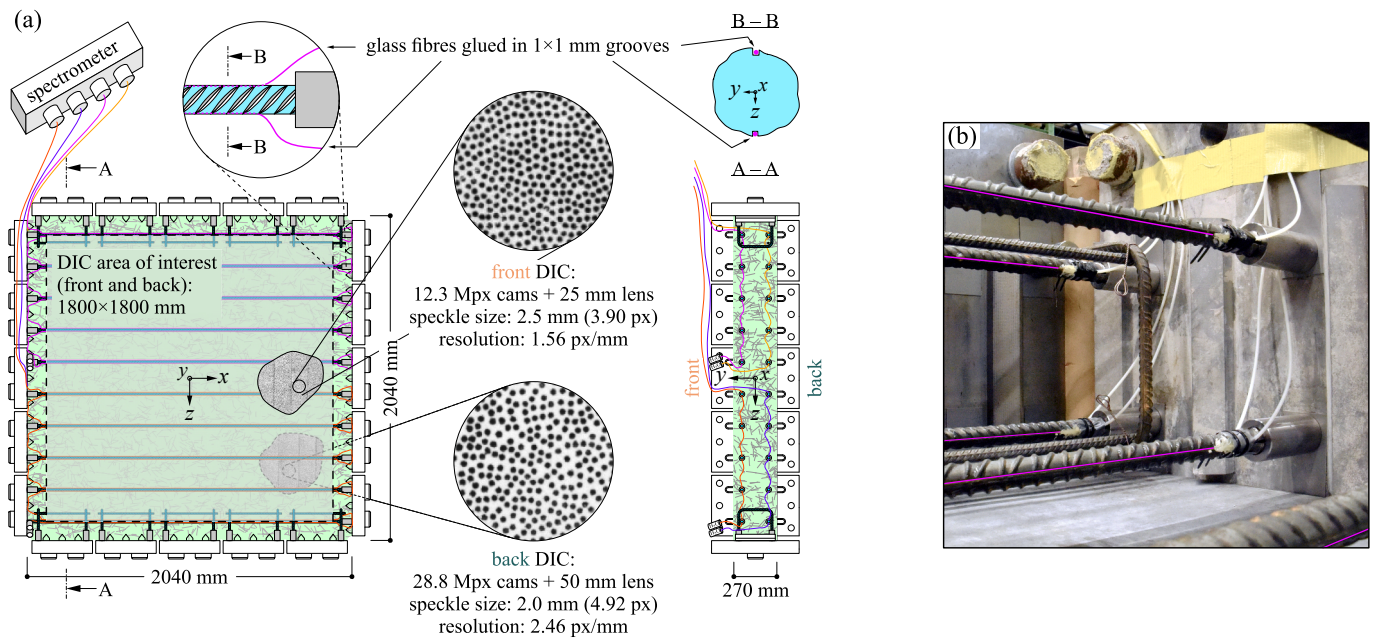 (a)
spectrometer
B
B
glass fibres glued in 1×1 mm grooves
B – B
y
x
z
A
A – A
(b)
DIC area of interest
(front and back):
1800×1800 mm
front DIC:
12.3 Mpx cams + 25 mm lens
speckle size: 2.5 mm (3.90 px)
resolution: 1.56 px/mm
y
x
z
2040 mm
front
y
x
z
back
2040 mm
A
back DIC:
28.8 Mpx cams + 50 mm lens
speckle size: 2.0 mm (4.92 px)
resolution: 2.46 px/mm
270 mm